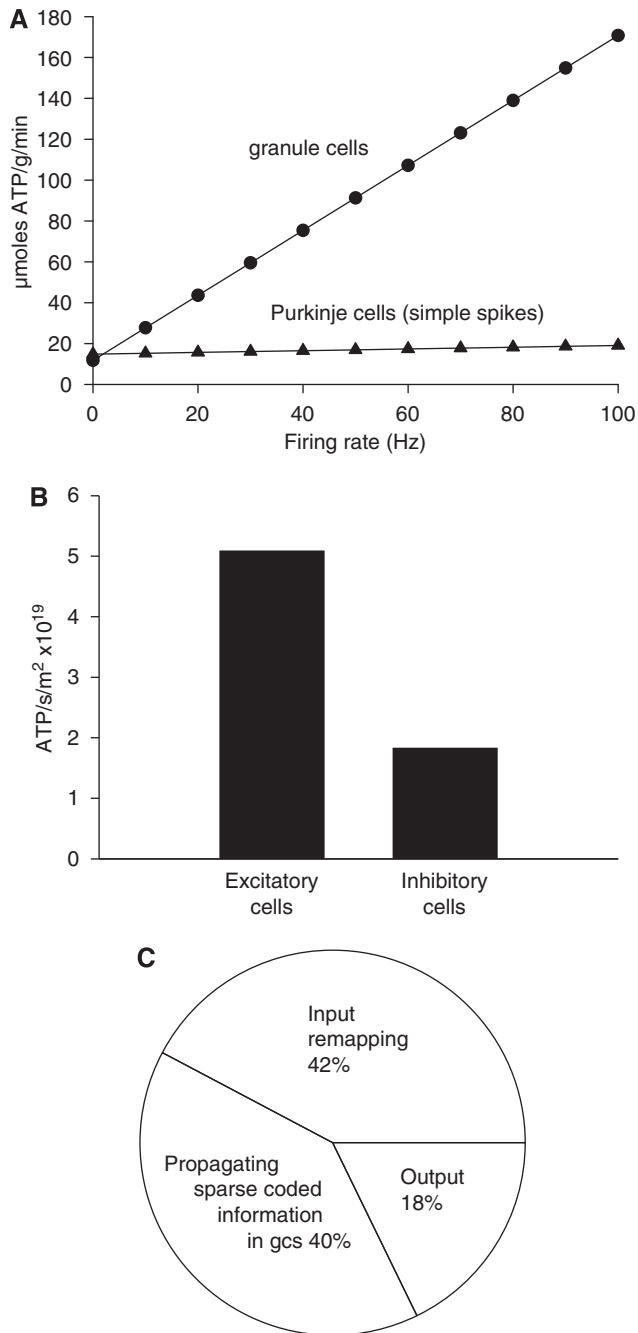 A
180
160
140
120
100
80
60
40
20
0
µmoles ATP/g/min
granule cells
Purkinje cells (simple spikes)
0 20 40 60 80 100
Firing rate (Hz)
B
6
5
4
3
2
1
0
ATP/s/m² x10¹⁹
Excitatory
cells
Inhibitory
cells
C
Input
remapping
42%
Propagating
sparse coded
information
in gcs 40%
Output
18%